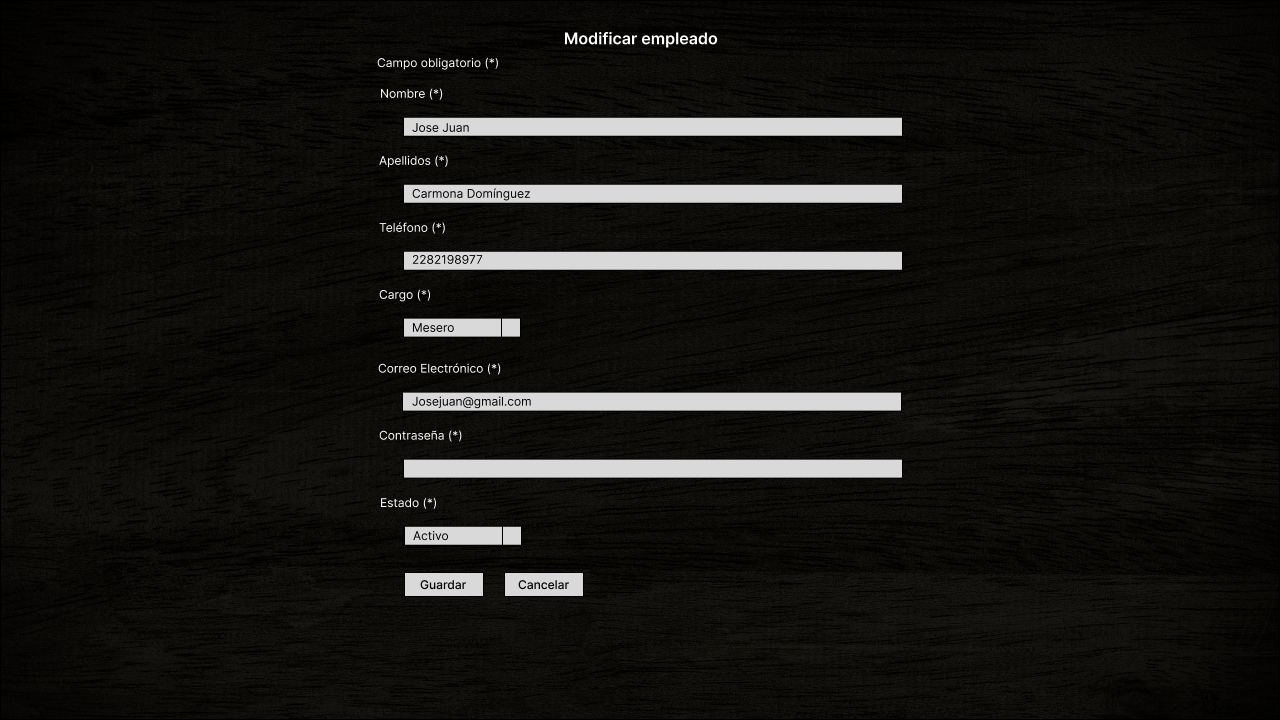 Modificar empleado
Campo obligatorio (*)
Nombre (*)
Jose Juan
Apellidos (*)
Carmona Domínguez
Teléfono (*)
2282198977
Cargo (*)
Mesero
Correo Electrónico (*)
Josejuan@gmail.com
Contraseña (*)
Estado (*)
Activo
Guardar Cancelar